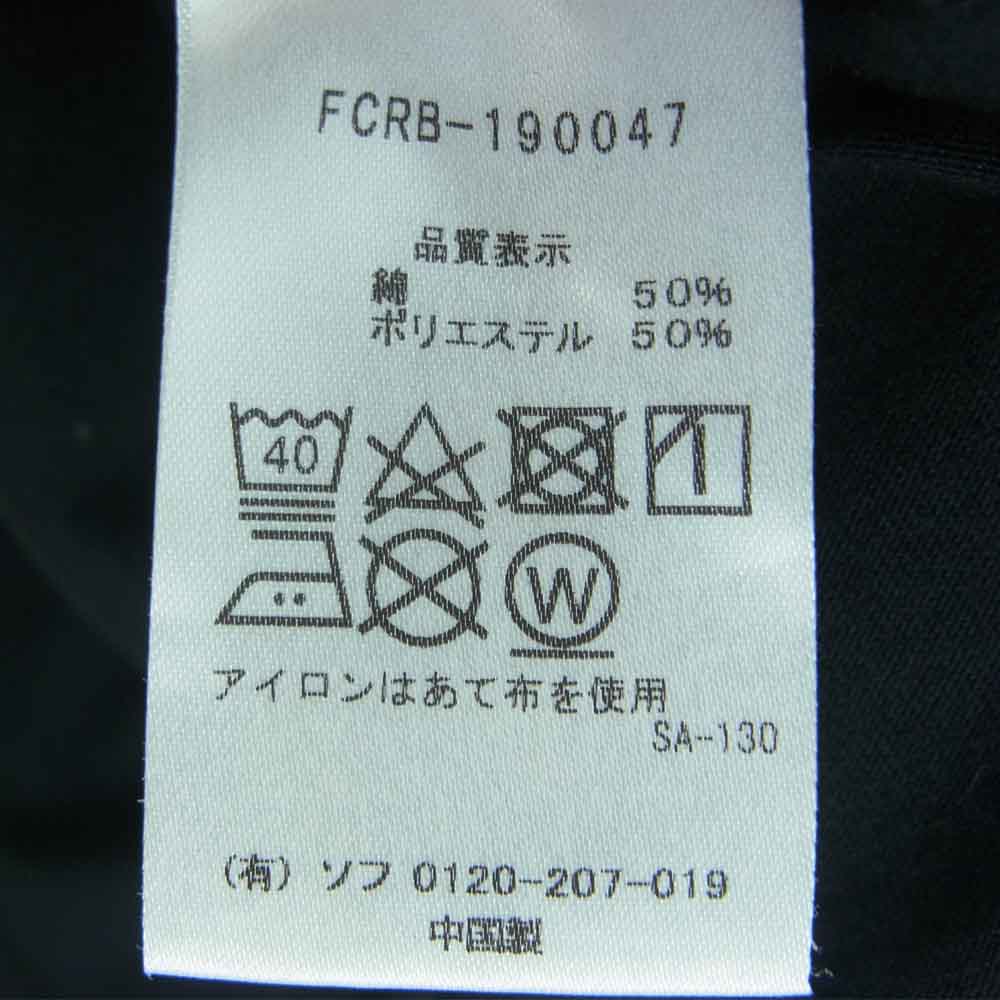 FCRB-190047
品質表示
綿 50%
ポリエステル 50%
40
W
アイロンはあて布を使用
SA-130
(有) ソフ 0120-207-019
中国製